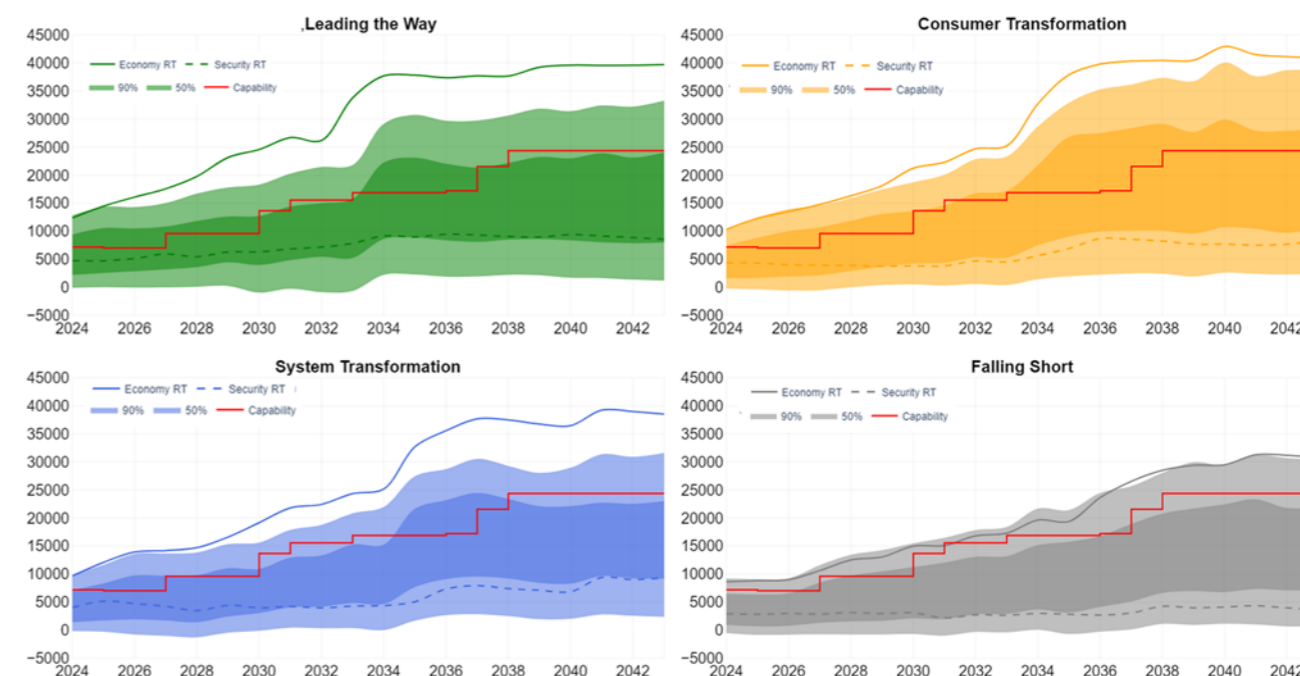 ,Leading the Way
45000
40000
35000
30000
25000
20000
15000
10000
5000
0
−5000
Economy RT Security RT
90% 50% Capability
2024 2026 2028 2030 2032 2034 2036 2038 2040 2042
Consumer Transformation
45000
40000
35000
30000
25000
20000
15000
10000
5000
0
−5000
Economy RT Security RT
90% 50% Capability
2024 2026 2028 2030 2032 2034 2036 2038 2040 2042
System Transformation
45000
40000
35000
30000
25000
20000
15000
10000
5000
0
−5000
Economy RT Security RT
90% 50% Capability
2024 2026 2028 2030 2032 2034 2036 2038 2040 2042
Falling Short
45000
40000
35000
30000
25000
20000
15000
10000
5000
0
−5000
Economy RT Security RT
90% 50% Capability
2024 2026 2028 2030 2032 2034 2036 2038 2040 2042